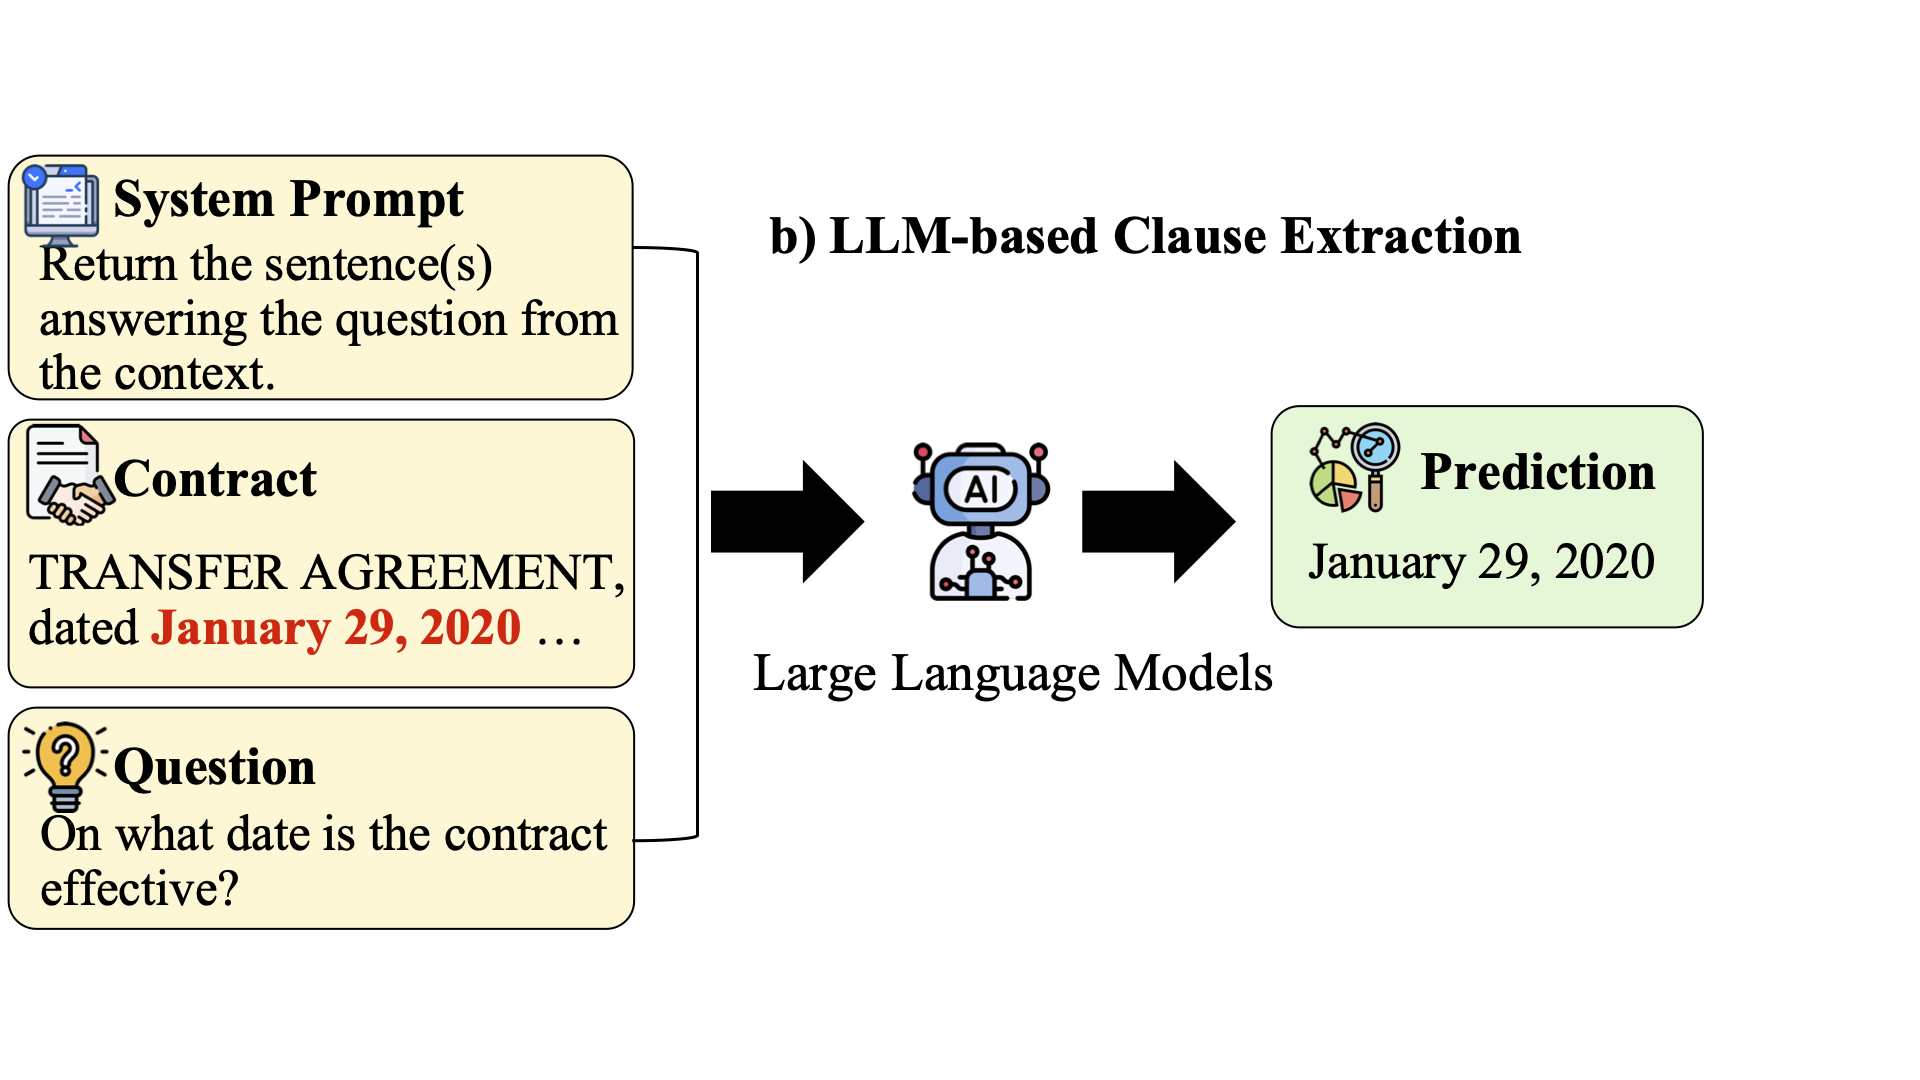 System Prompt
Return the sentence(s)
answering the question from
the context.
Contract
TRANSFER AGREEMENT,
dated January 29, 2020 …
Question
On what date is the contract
effective?
b) LLM-based Clause Extraction
AI
Large Language Models
Prediction
January 29, 2020